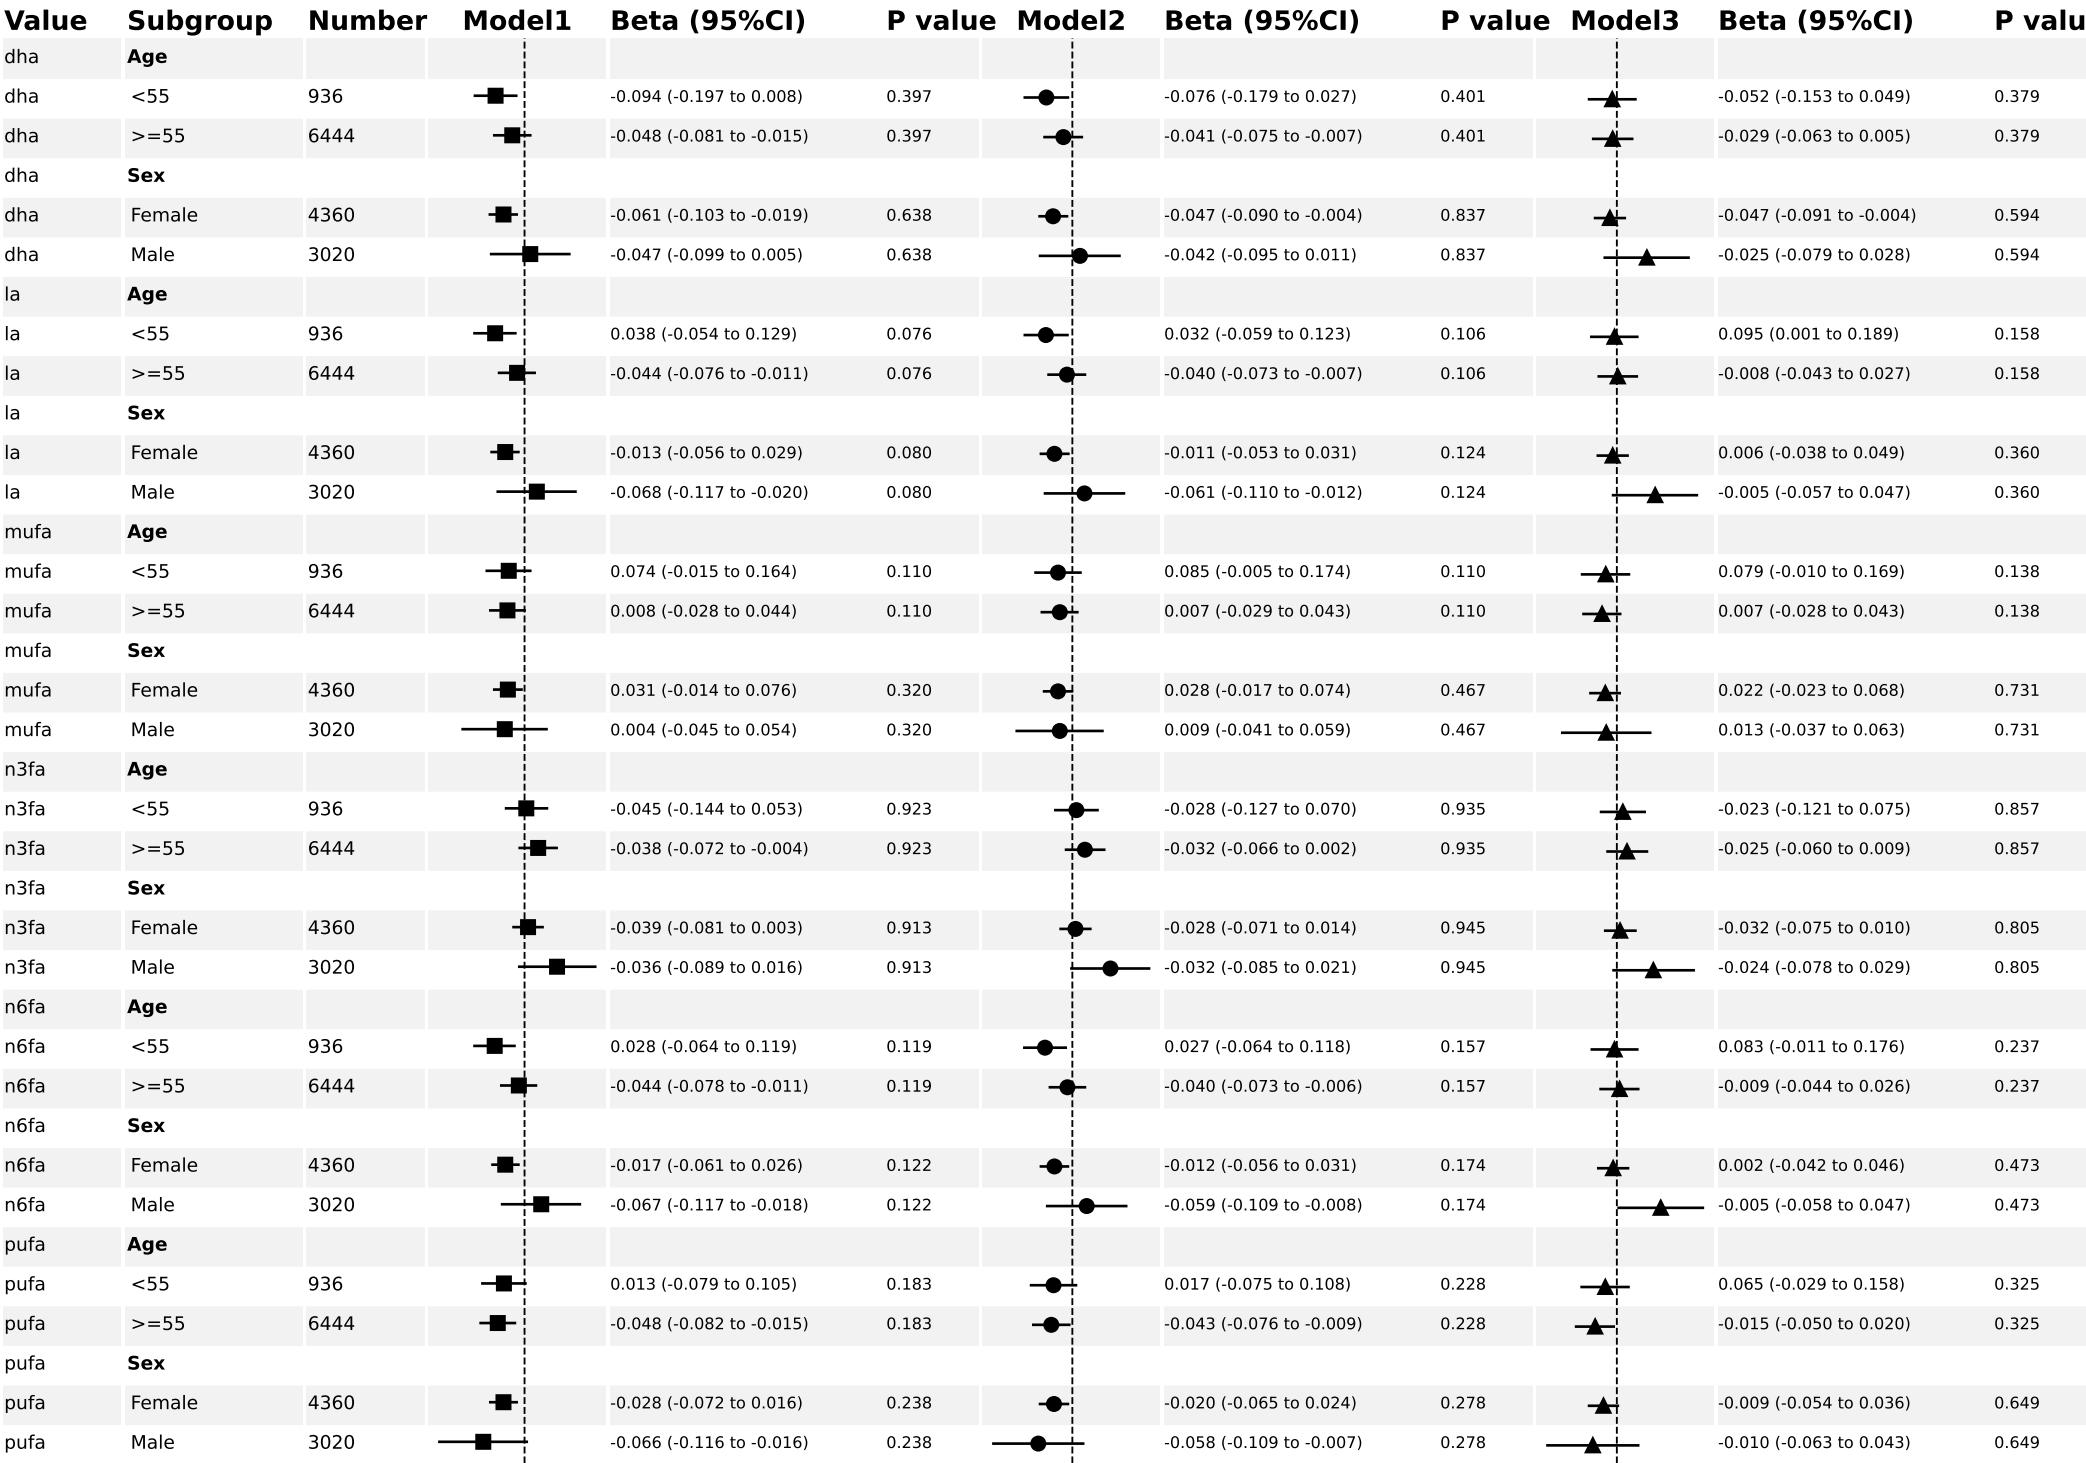 Value Subgroup Number Model1 Beta (95%CI) P value Model2 Beta (95%CI) P value Model3 Beta (95%CI) P valu
dha Age
dha <55 936 -0.094 (-0.197 to 0.008) 0.397 -0.076 (-0.179 to 0.027) 0.401 -0.052 (-0.153 to 0.049) 0.379
dha >=55 6444 -0.048 (-0.081 to -0.015) 0.397 -0.041 (-0.075 to -0.007) 0.401 -0.029 (-0.063 to 0.005) 0.379
dha Sex
dha Female 4360 -0.061 (-0.103 to -0.019) 0.638 -0.047 (-0.090 to -0.004) 0.837 -0.047 (-0.091 to -0.004) 0.594
dha Male 3020 -0.047 (-0.099 to 0.005) 0.638 -0.042 (-0.095 to 0.011) 0.837 -0.025 (-0.079 to 0.028) 0.594
la Age
la <55 936 0.038 (-0.054 to 0.129) 0.076 0.032 (-0.059 to 0.123) 0.106 0.095 (0.001 to 0.189) 0.158
la >=55 6444 -0.044 (-0.076 to -0.011) 0.076 -0.040 (-0.073 to -0.007) 0.106 -0.008 (-0.043 to 0.027) 0.158
la Sex
la Female 4360 -0.013 (-0.056 to 0.029) 0.080 -0.011 (-0.053 to 0.031) 0.124 0.006 (-0.038 to 0.049) 0.360
la Male 3020 -0.068 (-0.117 to -0.020) 0.080 -0.061 (-0.110 to -0.012) 0.124 -0.005 (-0.057 to 0.047) 0.360
mufa Age
mufa <55 936 0.074 (-0.015 to 0.164) 0.110 0.085 (-0.005 to 0.174) 0.110 0.079 (-0.010 to 0.169) 0.138
mufa >=55 6444 0.008 (-0.028 to 0.044) 0.110 0.007 (-0.029 to 0.043) 0.110 0.007 (-0.028 to 0.043) 0.138
mufa Sex
mufa Female 4360 0.031 (-0.014 to 0.076) 0.320 0.028 (-0.017 to 0.074) 0.467 0.022 (-0.023 to 0.068) 0.731
mufa Male 3020 0.004 (-0.045 to 0.054) 0.320 0.009 (-0.041 to 0.059) 0.467 0.013 (-0.037 to 0.063) 0.731
n3fa Age
n3fa <55 936 -0.045 (-0.144 to 0.053) 0.923 -0.028 (-0.127 to 0.070) 0.935 -0.023 (-0.121 to 0.075) 0.857
n3fa >=55 6444 -0.038 (-0.072 to -0.004) 0.923 -0.032 (-0.066 to 0.002) 0.935 -0.025 (-0.060 to 0.009) 0.857
n3fa Sex
n3fa Female 4360 -0.039 (-0.081 to 0.003) 0.913 -0.028 (-0.071 to 0.014) 0.945 -0.032 (-0.075 to 0.010) 0.805
n3fa Male 3020 -0.036 (-0.089 to 0.016) 0.913 -0.032 (-0.085 to 0.021) 0.945 -0.024 (-0.078 to 0.029) 0.805
n6fa Age
n6fa <55 936 0.028 (-0.064 to 0.119) 0.119 0.027 (-0.064 to 0.118) 0.157 0.083 (-0.011 to 0.176) 0.237
n6fa >=55 6444 -0.044 (-0.078 to -0.011) 0.119 -0.040 (-0.073 to -0.006) 0.157 -0.009 (-0.044 to 0.026) 0.237
n6fa Sex
n6fa Female 4360 -0.017 (-0.061 to 0.026) 0.122 -0.012 (-0.056 to 0.031) 0.174 0.002 (-0.042 to 0.046) 0.473
n6fa Male 3020 -0.067 (-0.117 to -0.018) 0.122 -0.059 (-0.109 to -0.008) 0.174 -0.005 (-0.058 to 0.047) 0.473
pufa Age
pufa <55 936 0.013 (-0.079 to 0.105) 0.183 0.017 (-0.075 to 0.108) 0.228 0.065 (-0.029 to 0.158) 0.325
pufa >=55 6444 -0.048 (-0.082 to -0.015) 0.183 -0.043 (-0.076 to -0.009) 0.228 -0.015 (-0.050 to 0.020) 0.325
pufa Sex
pufa Female 4360 -0.028 (-0.072 to 0.016) 0.238 -0.020 (-0.065 to 0.024) 0.278 -0.009 (-0.054 to 0.036) 0.649
pufa Male 3020 -0.066 (-0.116 to -0.016) 0.238 -0.058 (-0.109 to -0.007) 0.278 -0.010 (-0.063 to 0.043) 0.649